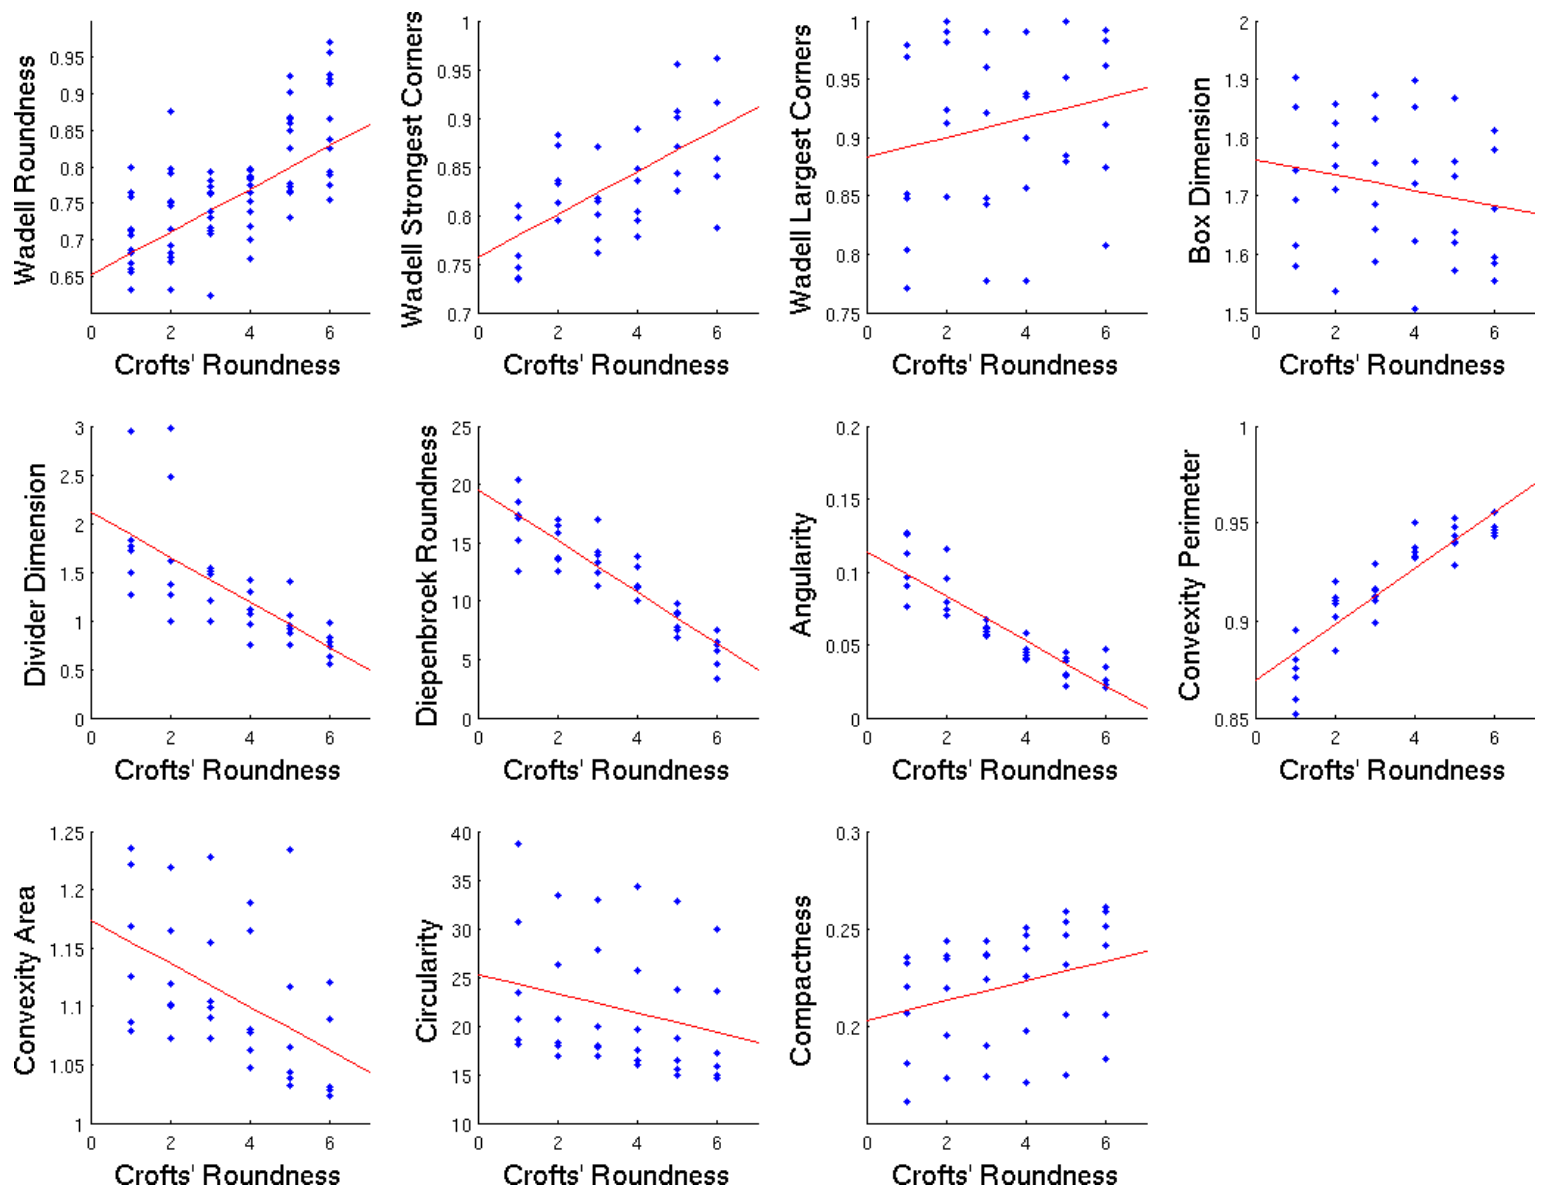 Wadell Roundness
0.95
0.9
0.85
0.8
0.75
0.7
0.65
0 2 4 6
Crofts' Roundness
Wadell Strongest Corners
1
0.95
0.9
0.85
0.8
0.75
0.7
0 2 4 6
Crofts' Roundness
Wadell Largest Corners
1
0.95
0.9
0.85
0.8
0.75
0 2 4 6
Crofts' Roundness
Box Dimension
2
1.9
1.8
1.7
1.6
1.5
0 2 4 6
Crofts' Roundness
Divider Dimension
3
2.5
2
1.5
1
0.5
0
0 2 4 6
Crofts' Roundness
Diepenbroek Roundness
25
20
15
10
5
0
0 2 4 6
Crofts' Roundness
Angularity
0.2
0.15
0.1
0.05
0
0 2 4 6
Crofts' Roundness
Convexity Perimeter
1
0.95
0.9
0.85
0 2 4 6
Crofts' Roundness
Convexity Area
1.25
1.2
1.15
1.1
1.05
1
0 2 4 6
Crofts' Roundness
Circularity
40
35
30
25
20
15
10
0 2 4 6
Crofts' Roundness
Compactness
0.3
0.25
0.2
0 2 4 6
Crofts' Roundness